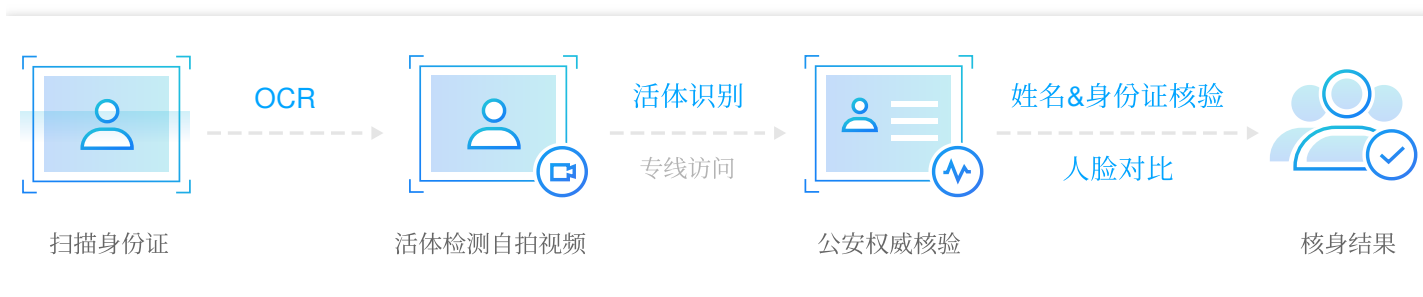 OCR
活体识别
姓名&身份证核验
专线访问
人脸对比
扫描身份证
活体检测自拍视频
公安权威核验
核身结果